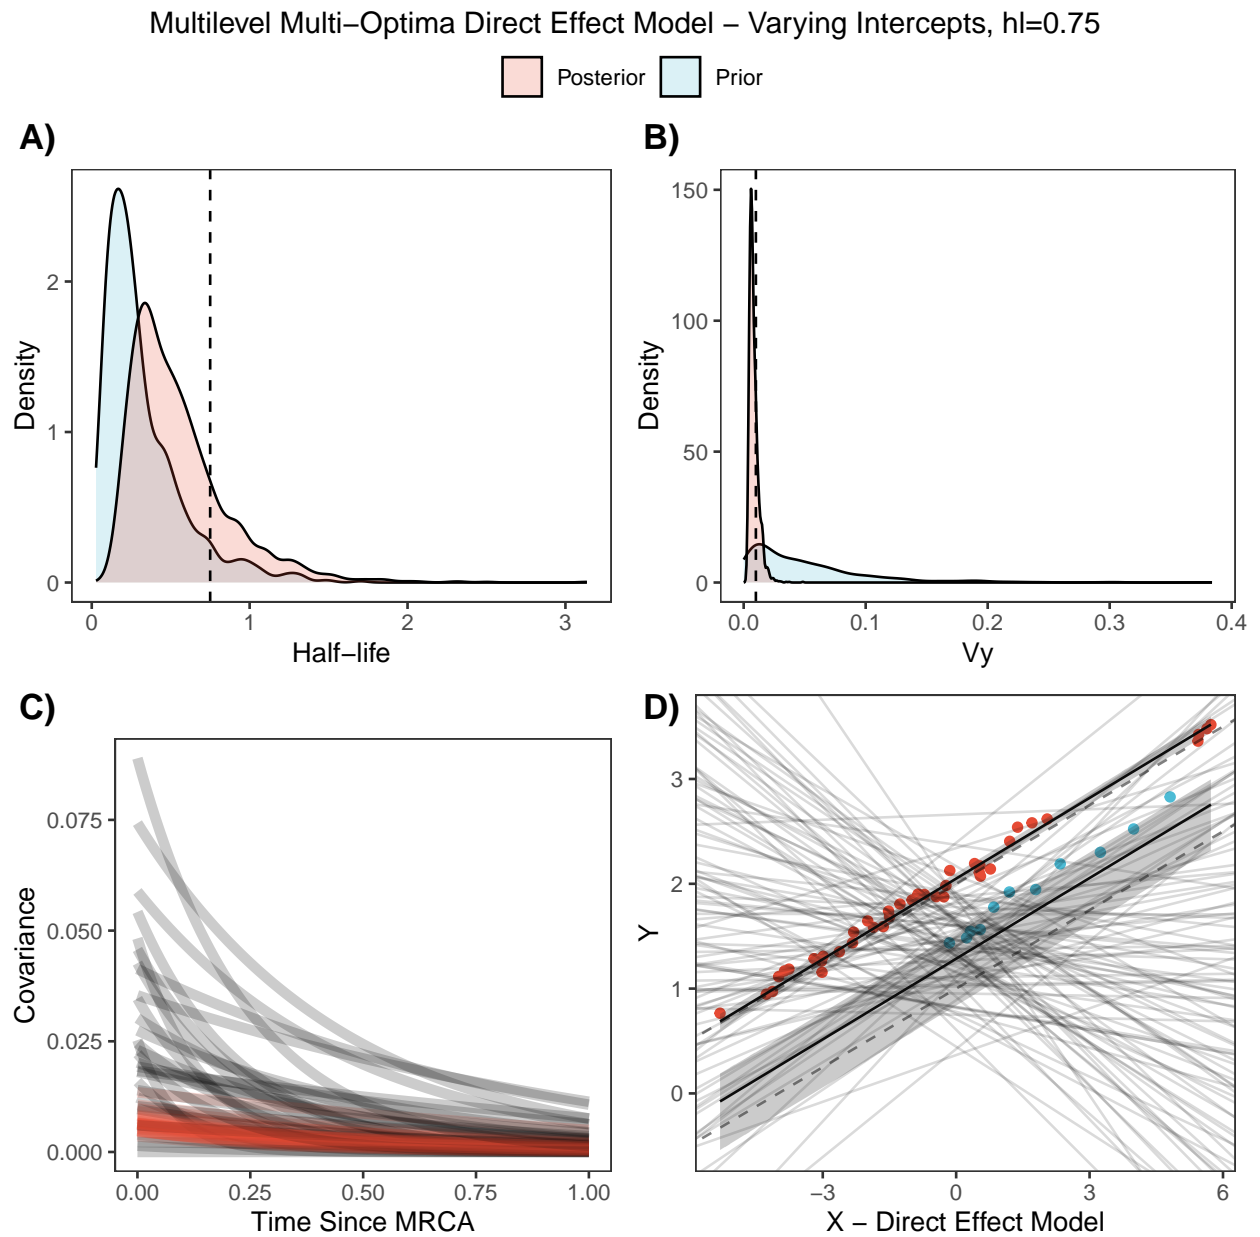 Multilevel Multi−Optima Direct Effect Model − Varying Intercepts, hl=0.75
Posterior Prior
A)
2
1
0
Density
0 1 2 3
Half−life
B)
150
100
50
0
Density
0.0 0.1 0.2 0.3 0.4
Vy
C)
0.075
0.050
0.025
0.000
Covariance
0.00 0.25 0.50 0.75 1.00
Time Since MRCA
D)
3
2
1
0
Y
−3 0 3 6
X − Direct Effect Model